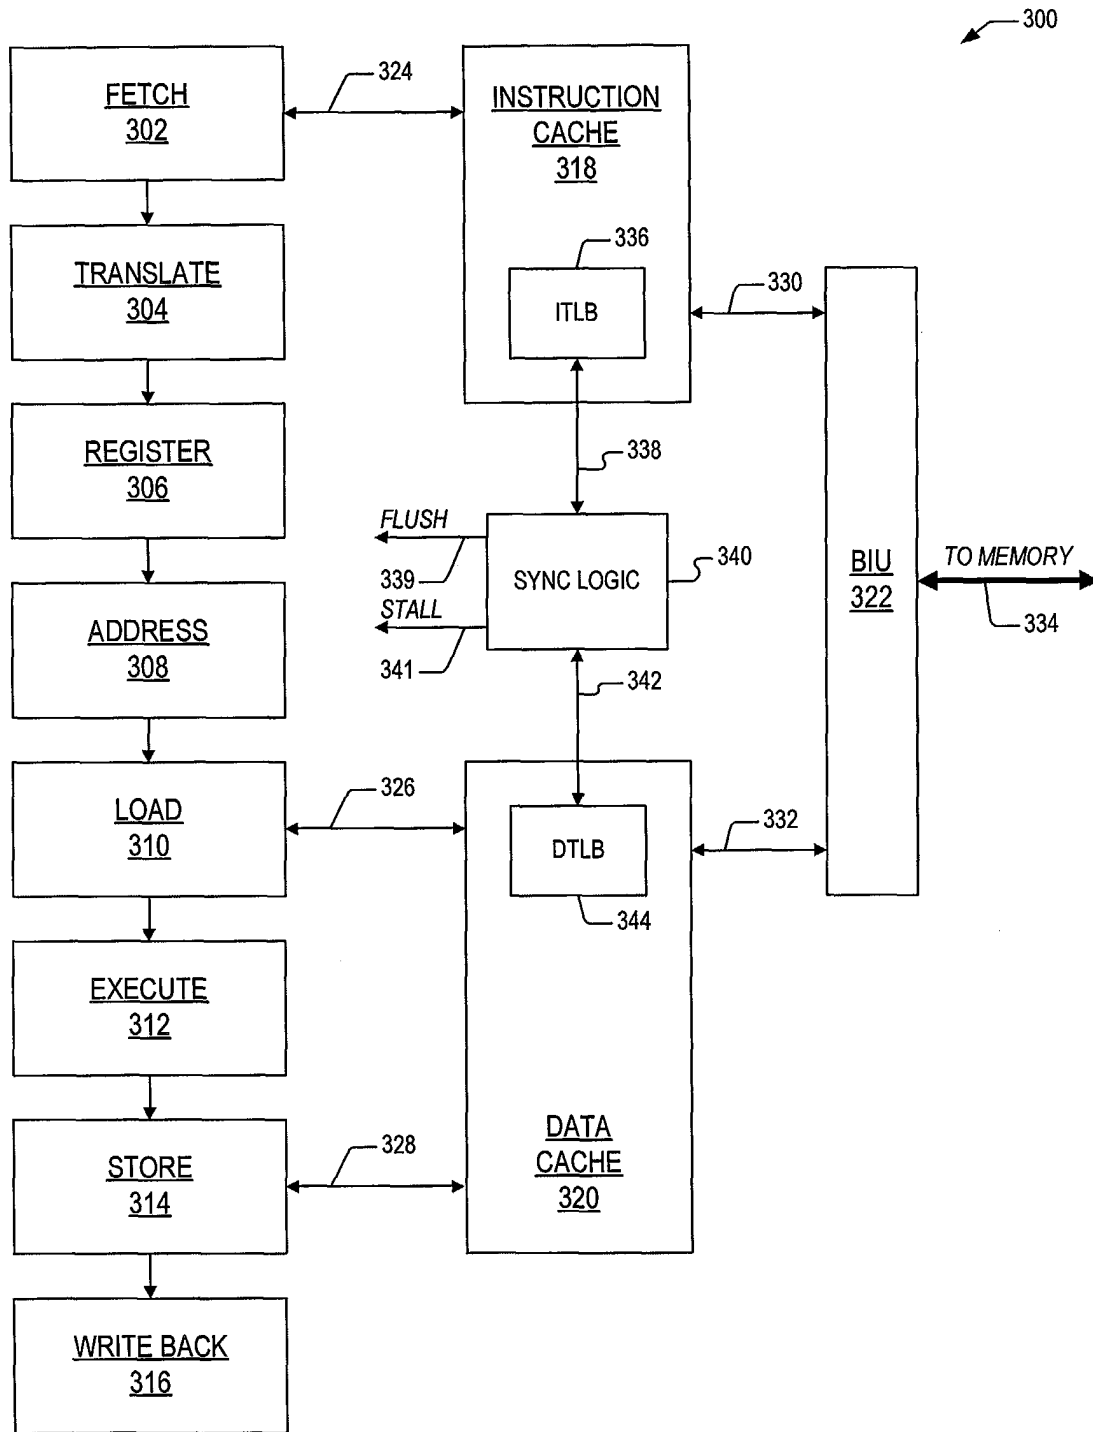 300
FETCH
302
324
INSTRUCTION
CACHE
318
TRANSLATE
304
336
ITLB
330
REGISTER
306
338
FLUSH
339
STALL
341
SYNC LOGIC
340
BIU
322
TO MEMORY
334
ADDRESS
308
342
LOAD
310
326
DTLB
344
332
EXECUTE
312
STORE
314
328
DATA
CACHE
320
WRITE BACK
316